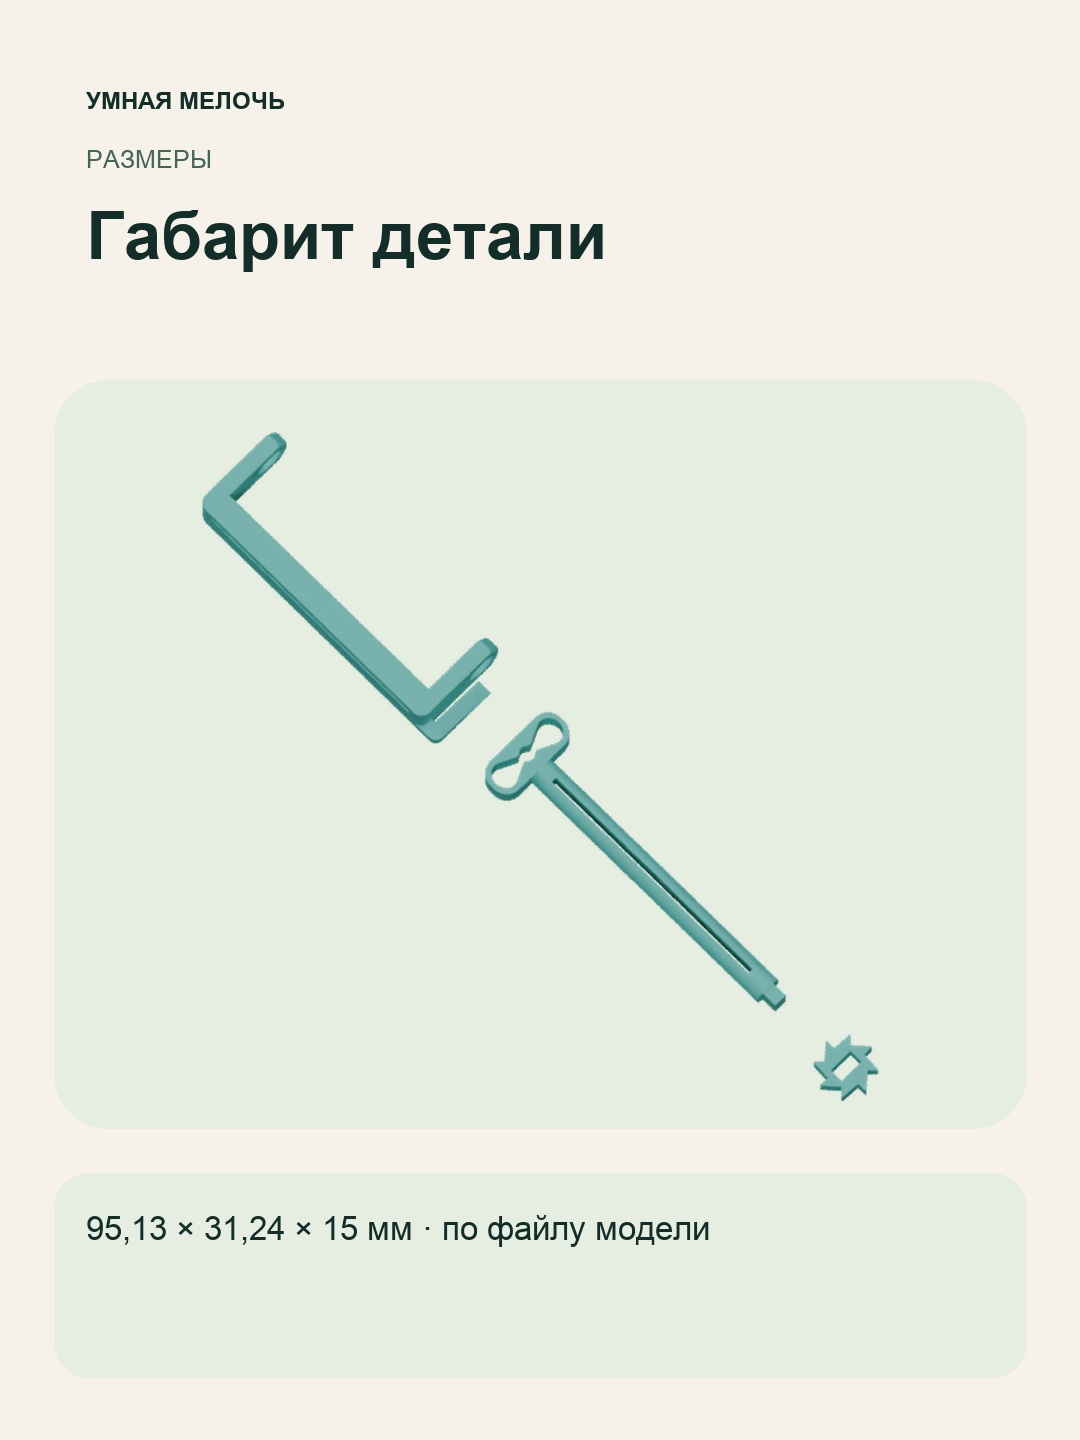 УМНАЯ МЕЛОЧЬ
РАЗМЕРЫ
Габарит детали
95,13 × 31,24 × 15 мм · по файлу модели